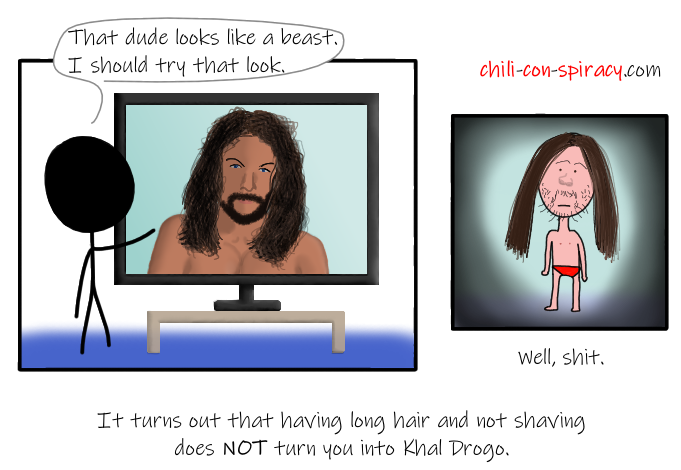 That dude looks like a beast.
I should try that look.
chili-con-spiracy.com
Well, shit.
It turns out that having long hair and not shaving
does NOT turn you into Khal Drogo.